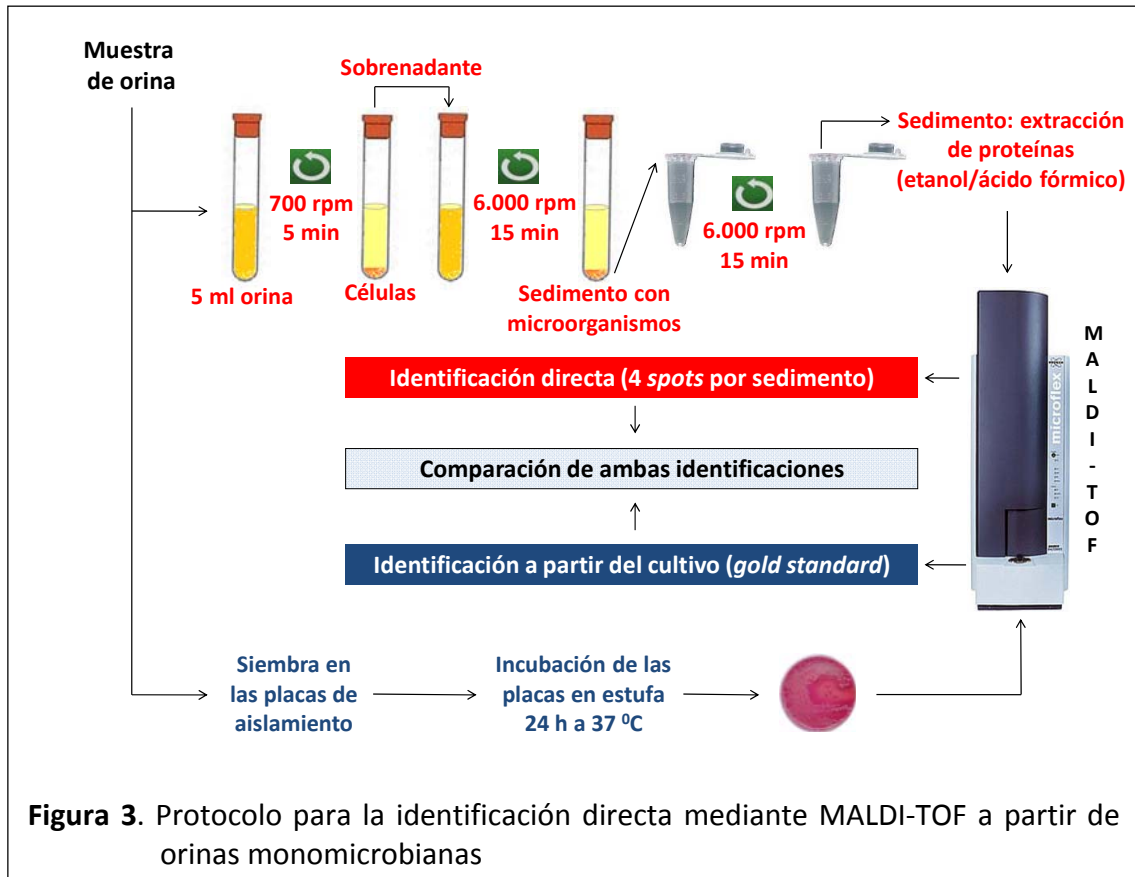 Muestra
de orina
Sobrenadante
700 rpm
5 min
6.000 rpm
15 min
6.000 rpm
15 min
Sedimento: extracción
de proteínas
(etanol/ácido fórmico)
5 ml orina
Células
Sedimento con
microorganismos
MALDI-TOF
microflex
Identificación directa (4 spots por sedimento)
Comparación de ambas identificaciones
Identificación a partir del cultivo (gold standard)
Siembra en
las placas de
aislamiento
Incubación de las
placas en estufa
24 h a 37 ⁰C
Figura 3. Protocolo para la identificación directa mediante MALDI-TOF a partir de
orinas monomicrobianas